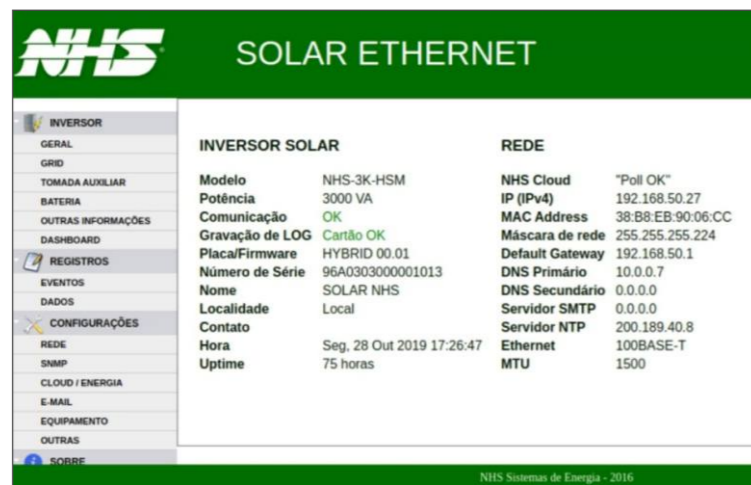 NHS
SOLAR ETHERNET
INVERSOR
GERAL
GRID
TOMADA AUXILIAR
BATERIA
OUTRAS INFORMAÇÕES
DASHBOARD
REGISTROS
EVENTOS
DADOS
CONFIGURAÇÕES
REDE
SNMP
CLOUD / ENERGIA
E-MAIL
EQUIPAMENTO
OUTRAS
SOBRE
INVERSOR SOLAR
Modelo NHS-3K-HSM
Potência 3000 VA
Comunicação OK
Gravação de LOG Cartão OK
Placa/Firmware HYBRID 00.01
Número de Série 96A0303000001013
Nome SOLAR NHS
Localidade Local
Contato
Hora Seg, 28 Out 2019 17:26:47
Uptime 75 horas
REDE
NHS Cloud "Poll OK"
IP (IPv4) 192.168.50.27
MAC Address 38:B8:EB:90:06:CC
Máscara de rede 255.255.255.224
Default Gateway 192.168.50.1
DNS Primário 10.0.0.7
DNS Secundário 0.0.0.0
Servidor SMTP 0.0.0.0
Servidor NTP 200.189.40.8
Ethernet 100BASE-T
MTU 1500
NHS Sistemas de Energia - 2016